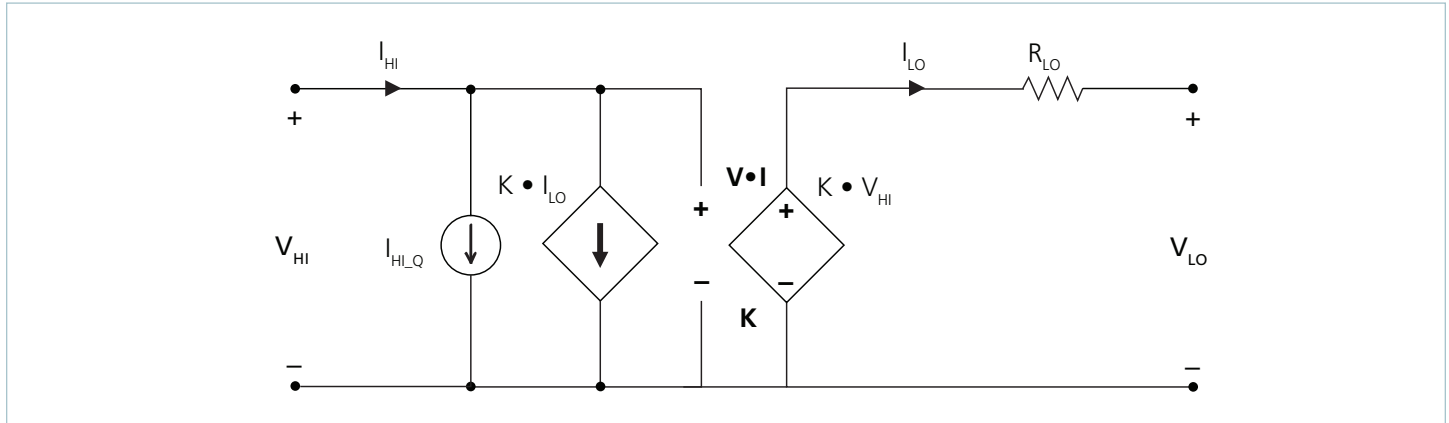 I_HI
I_LO
R_LO
+
+
K • I_LO
V•I
K • V_HI
+
+
V_HI
I_HI_Q
V_LO
–
–
K
–
–